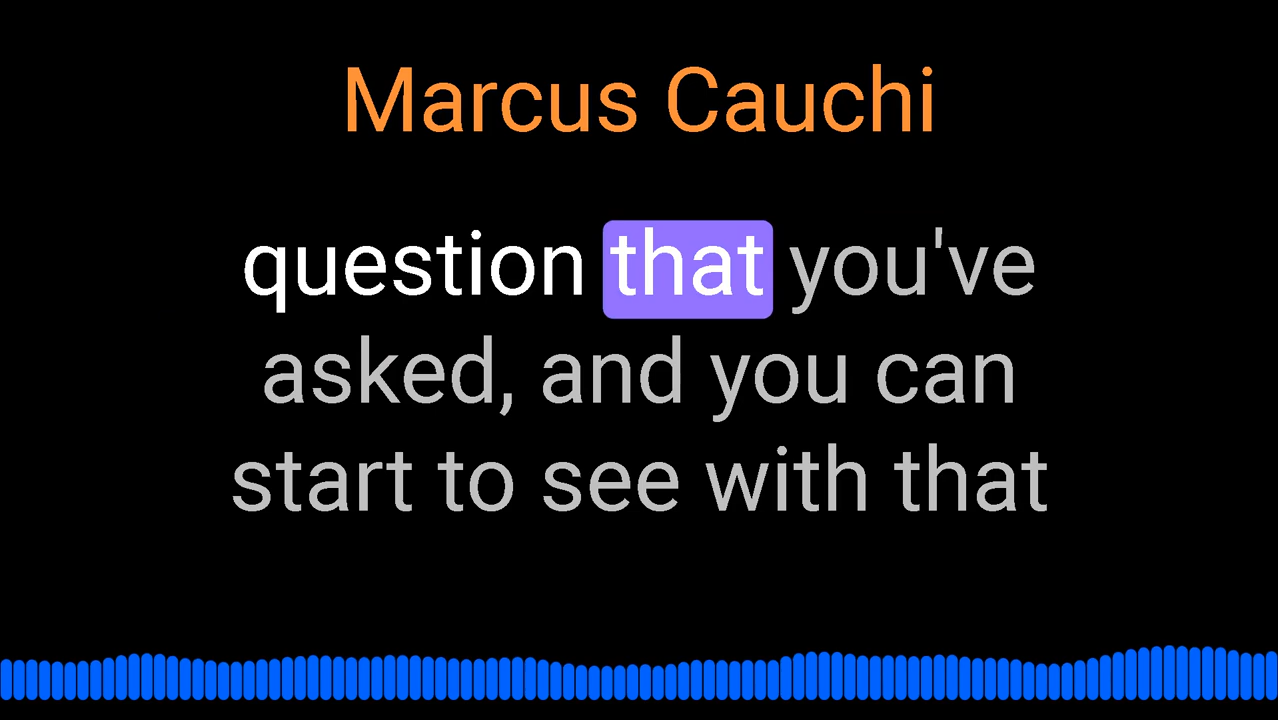 Marcus Cauchi
question that you've
asked, and you can
start to see with that